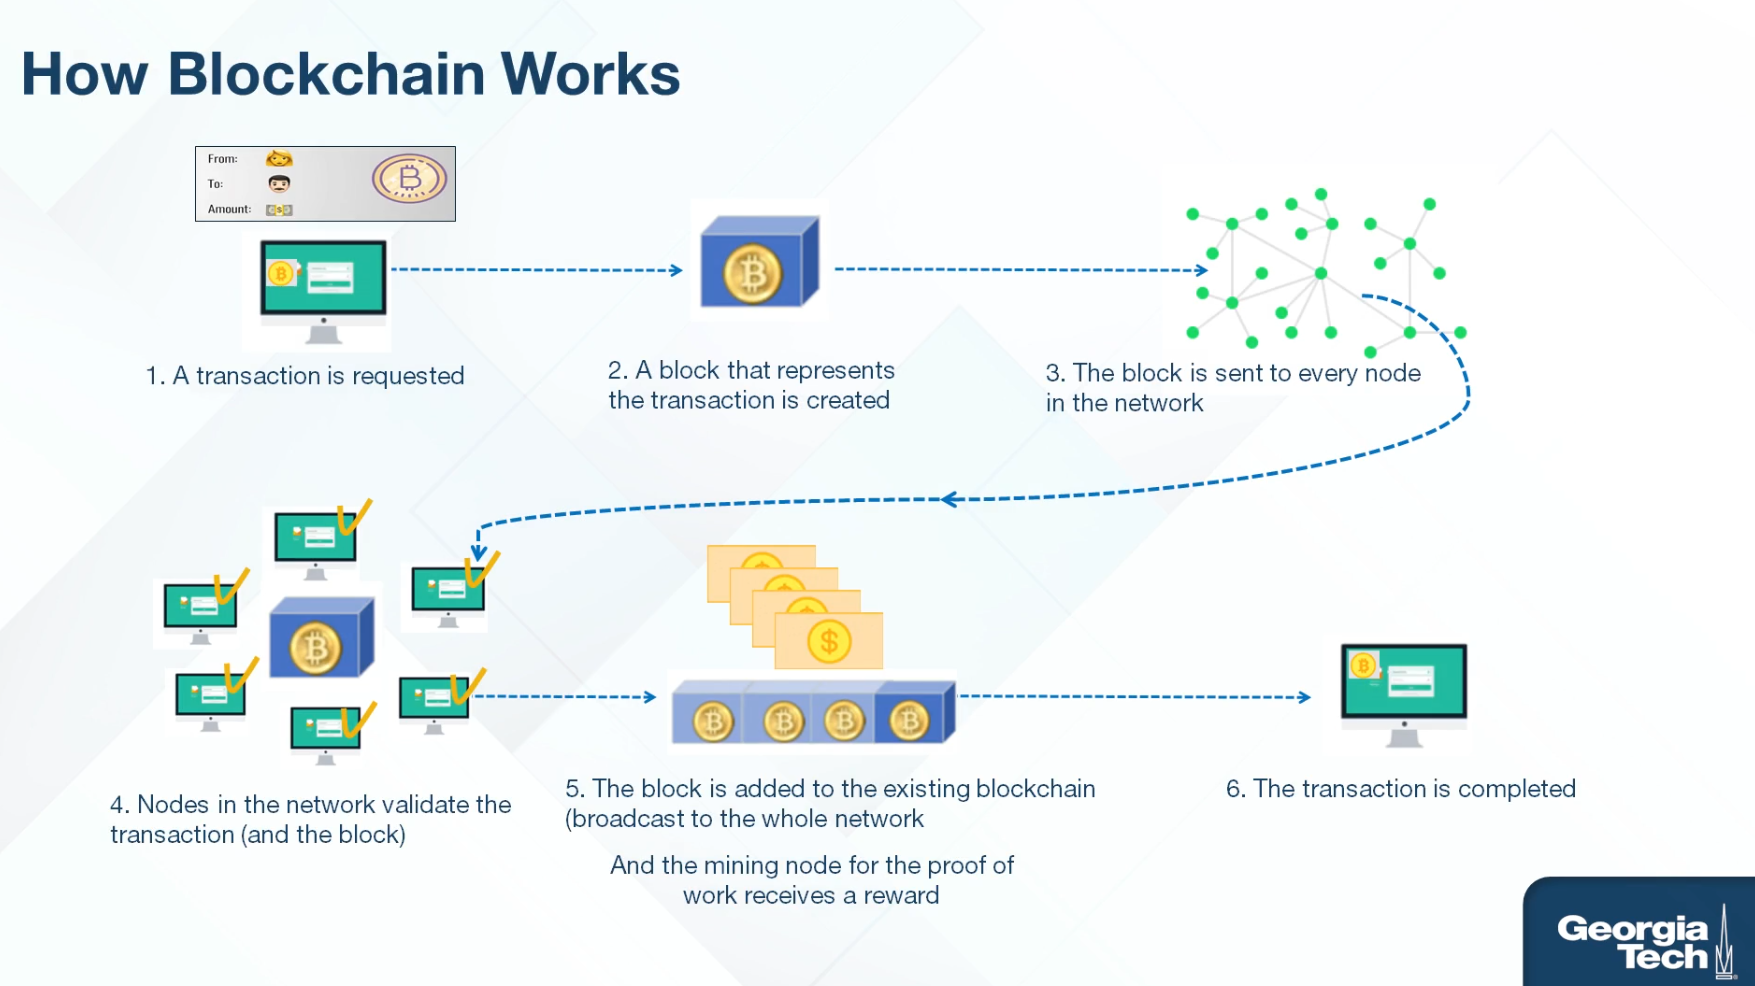 How Blockchain Works
From:
To:
Amount:
1. A transaction is requested
2. A block that represents
the transaction is created
3. The block is sent to every node
in the network
4. Nodes in the network validate the
transaction (and the block)
5. The block is added to the existing blockchain
(broadcast to the whole network
And the mining node for the proof of
work receives a reward
6. The transaction is completed
Georgia
Tech